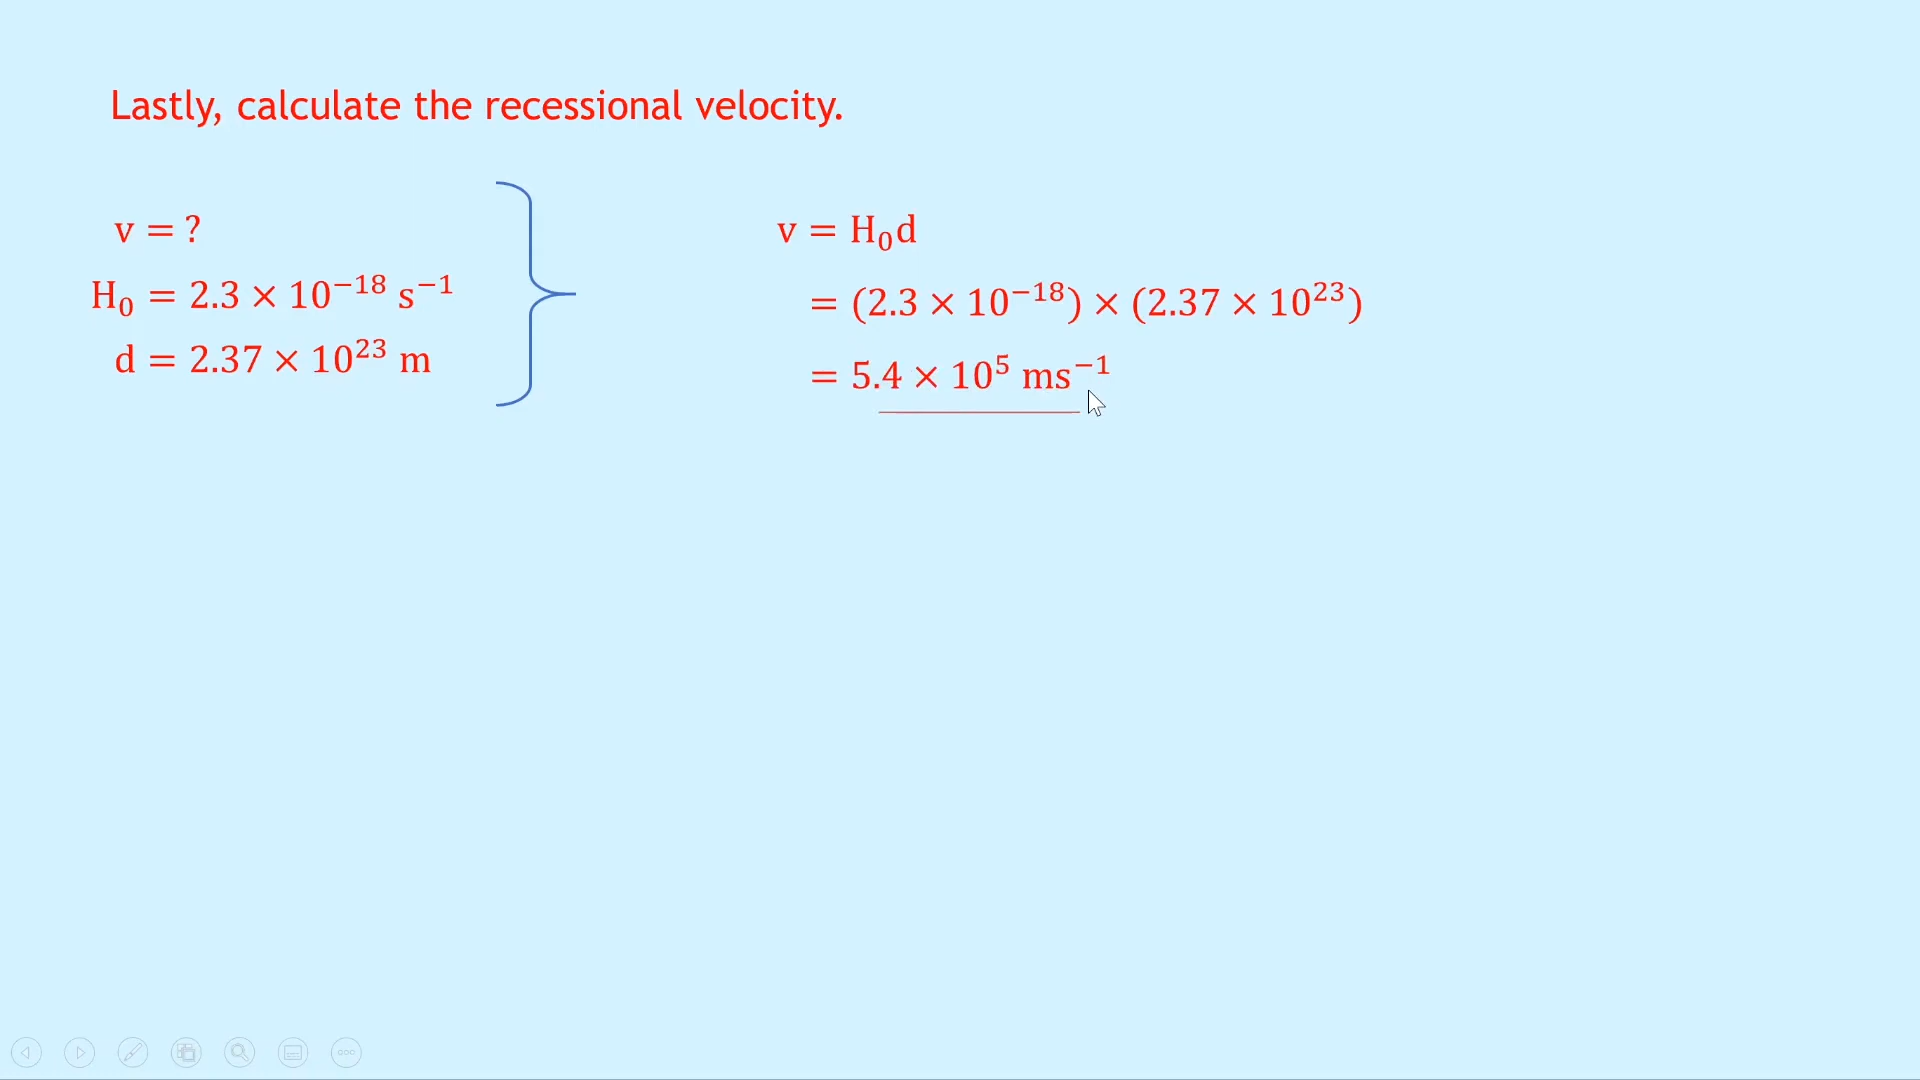 Lastly, calculate the recessional velocity.
v = ?
H₀ = 2.3 × 10⁻¹⁸ s⁻¹
d = 2.37 × 10²³ m
v = H₀d
= (2.3 × 10⁻¹⁸) × (2.37 × 10²³)
= 5.4 × 10⁵ ms⁻¹